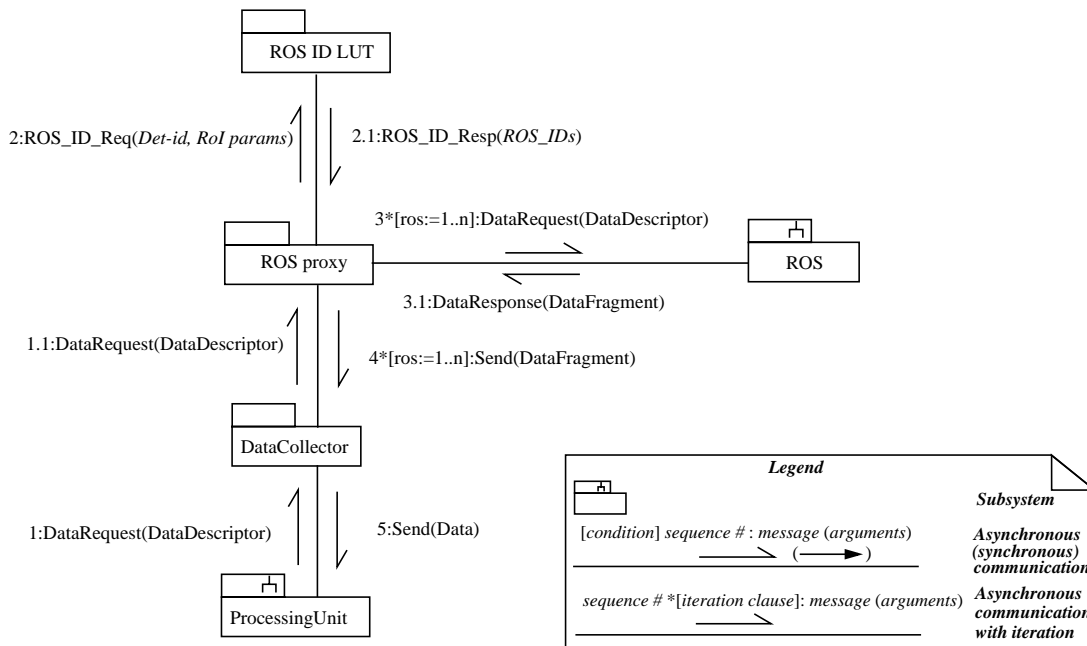 ROS ID LUT
2:ROS_ID_Req(Det-id, RoI params)
2.1:ROS_ID_Resp(ROS_IDs)
3*[ros:=1..n]:DataRequest(DataDescriptor)
ROS proxy
ROS
3.1:DataResponse(DataFragment)
1.1:DataRequest(DataDescriptor)
4*[ros:=1..n]:Send(DataFragment)
DataCollector
1:DataRequest(DataDescriptor)
5:Send(Data)
ProcessingUnit
Legend
Subsystem
[condition] sequence # : message (arguments)
( )
Asynchronous
(synchronous)
communication
sequence # *[iteration clause]: message (arguments)
Asynchronous
communication
with iteration